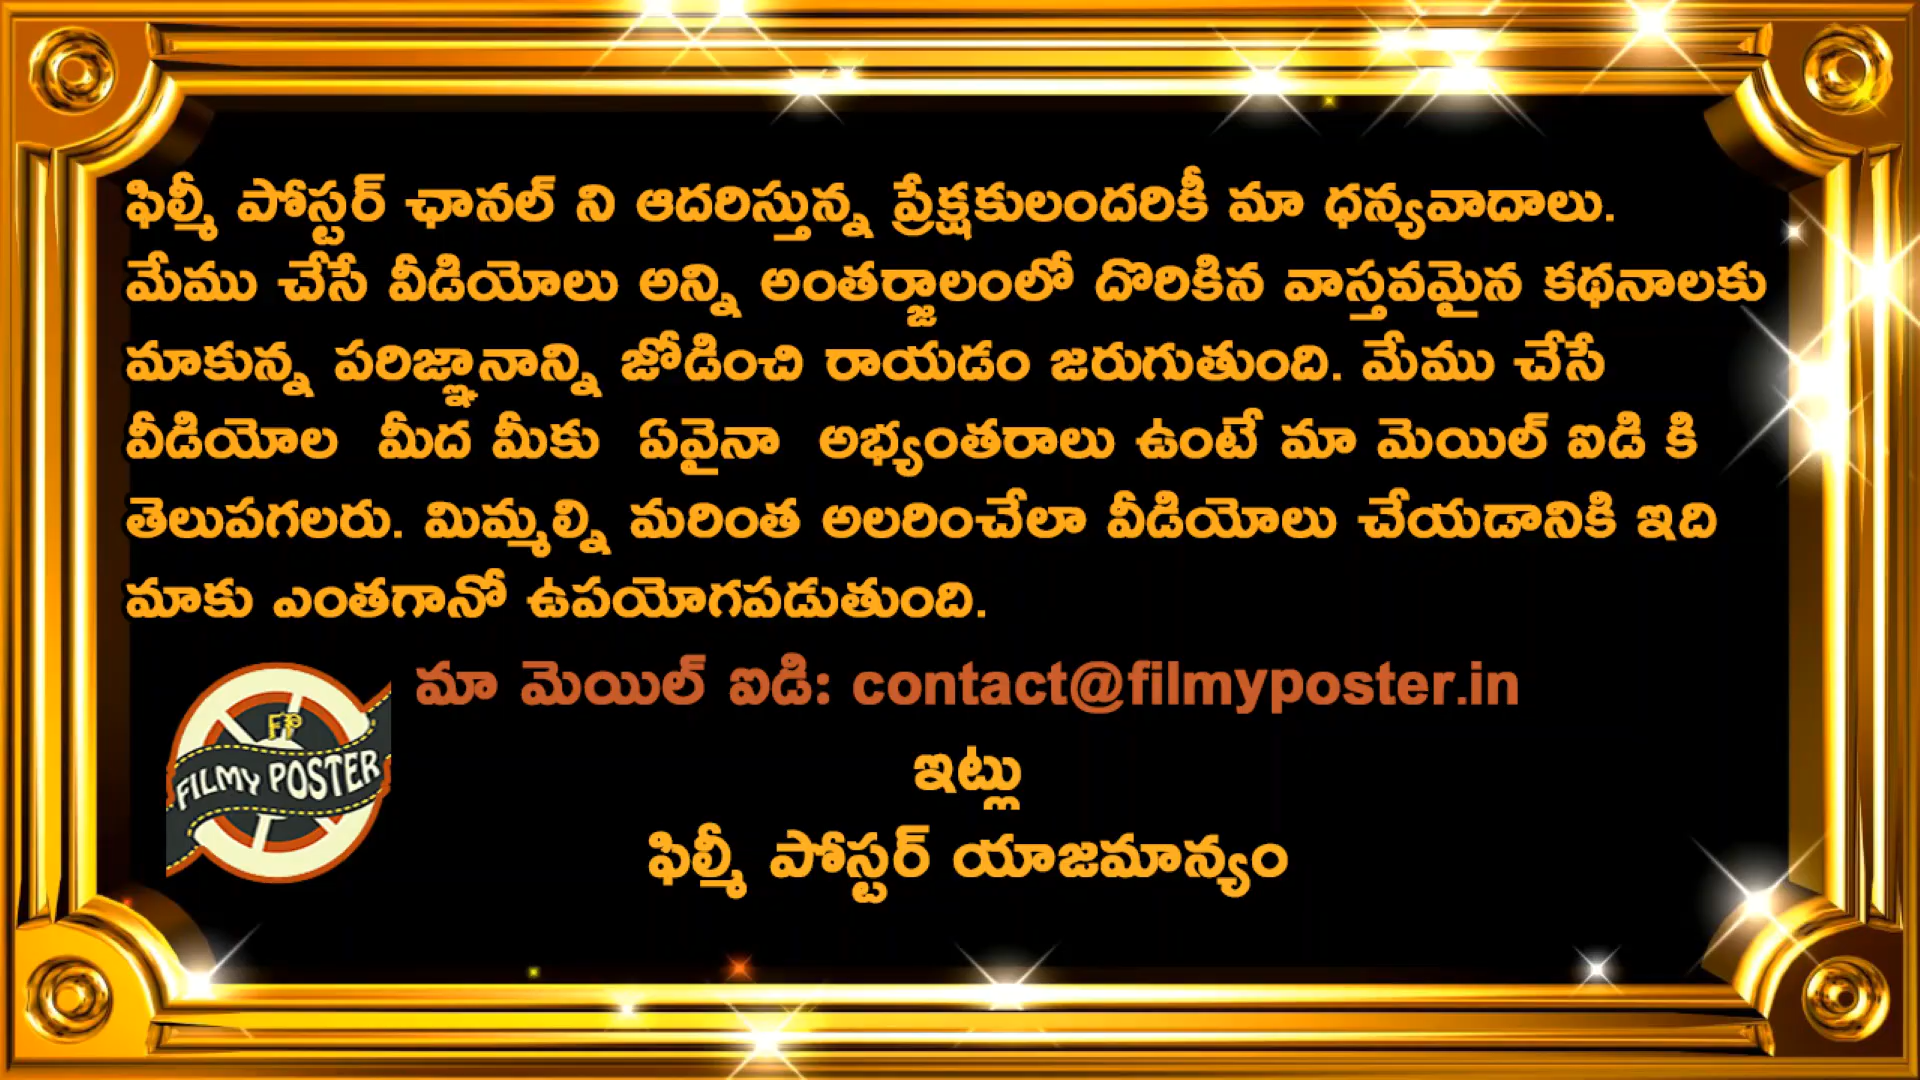 ఫిల్మీ పోస్టర్ ఛానల్ ని ఆదరిస్తున్న ప్రేక్షకులందరికీ మా ధన్యవాదాలు.
మేము చేసే వీడియోలు అన్ని అంతర్జాలంలో దొరికిన వాస్తవమైన కథనాలకు
మాకున్న పరిజ్ఞానాన్ని జోడించి రాయడం జరుగుతుంది. మేము చేసే
వీడియోల మీద మీకు ఏవైనా అభ్యంతరాలు ఉంటే మా మెయిల్ ఐడి కి
తెలుపగలరు. మిమ్మల్ని మరింత అలరించేలా వీడియోలు చేయడానికి ఇది
మాకు ఎంతగానో ఉపయోగపడుతుంది.
మా మెయిల్ ఐడి: contact@filmyposter.in
FP
FILMY POSTER
ఇట్లు
ఫిల్మీ పోస్టర్ యాజమాన్యం